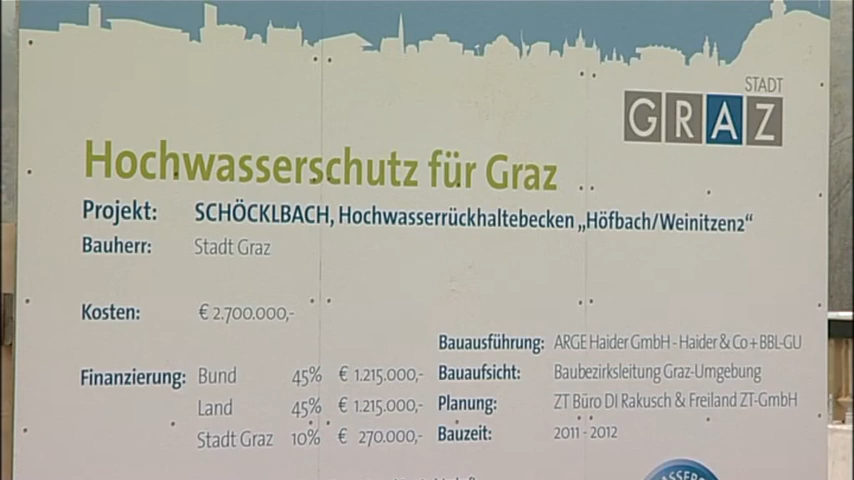 STADT
GRAZ
Hochwasserschutz für Graz
Projekt: SCHÖCKLBACH, Hochwasserrückhaltebecken „Höfbach/Weinitzen2“
Bauherr: Stadt Graz
Kosten: € 2.700.000,-
Finanzierung: Bund 45% € 1.215.000,-
Land 45% € 1.215.000,-
Stadt Graz 10% € 270.000,-
Bauausführung: ARGE Haider GmbH - Haider & Co + BBL-GU
Bauaufsicht: Baubezirksleitung Graz-Umgebung
Planung: ZT Büro DI Rakusch & Freiland ZT-GmbH
Bauzeit: 2011 - 2012